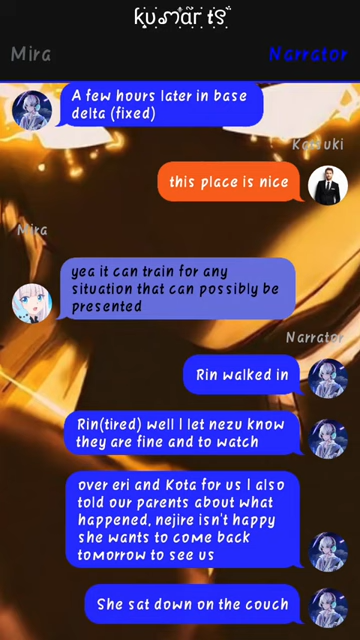 kumar ts
Mira
Narrator
A few hours later in base
delta (fixed)
Katsuki
this place is nice
Mira
yea it can train for any
situation that can possibly be
presented
Narrator
Rin walked in
Rin(tired) well I let nezu know
they are fine and to watch
over eri and Kota for us I also
told our parents about what
happened, nejire isn't happy
she wants to come back
tomorrow to see us
She sat down on the couch